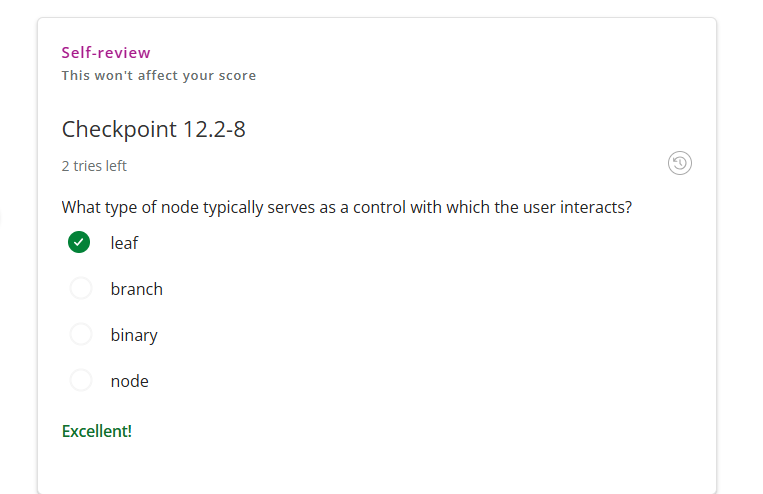 Self-review
This won't affect your score
Checkpoint 12.2-8
2 tries left
What type of node typically serves as a control with which the user interacts?
leaf
branch
binary
node
Excellent!